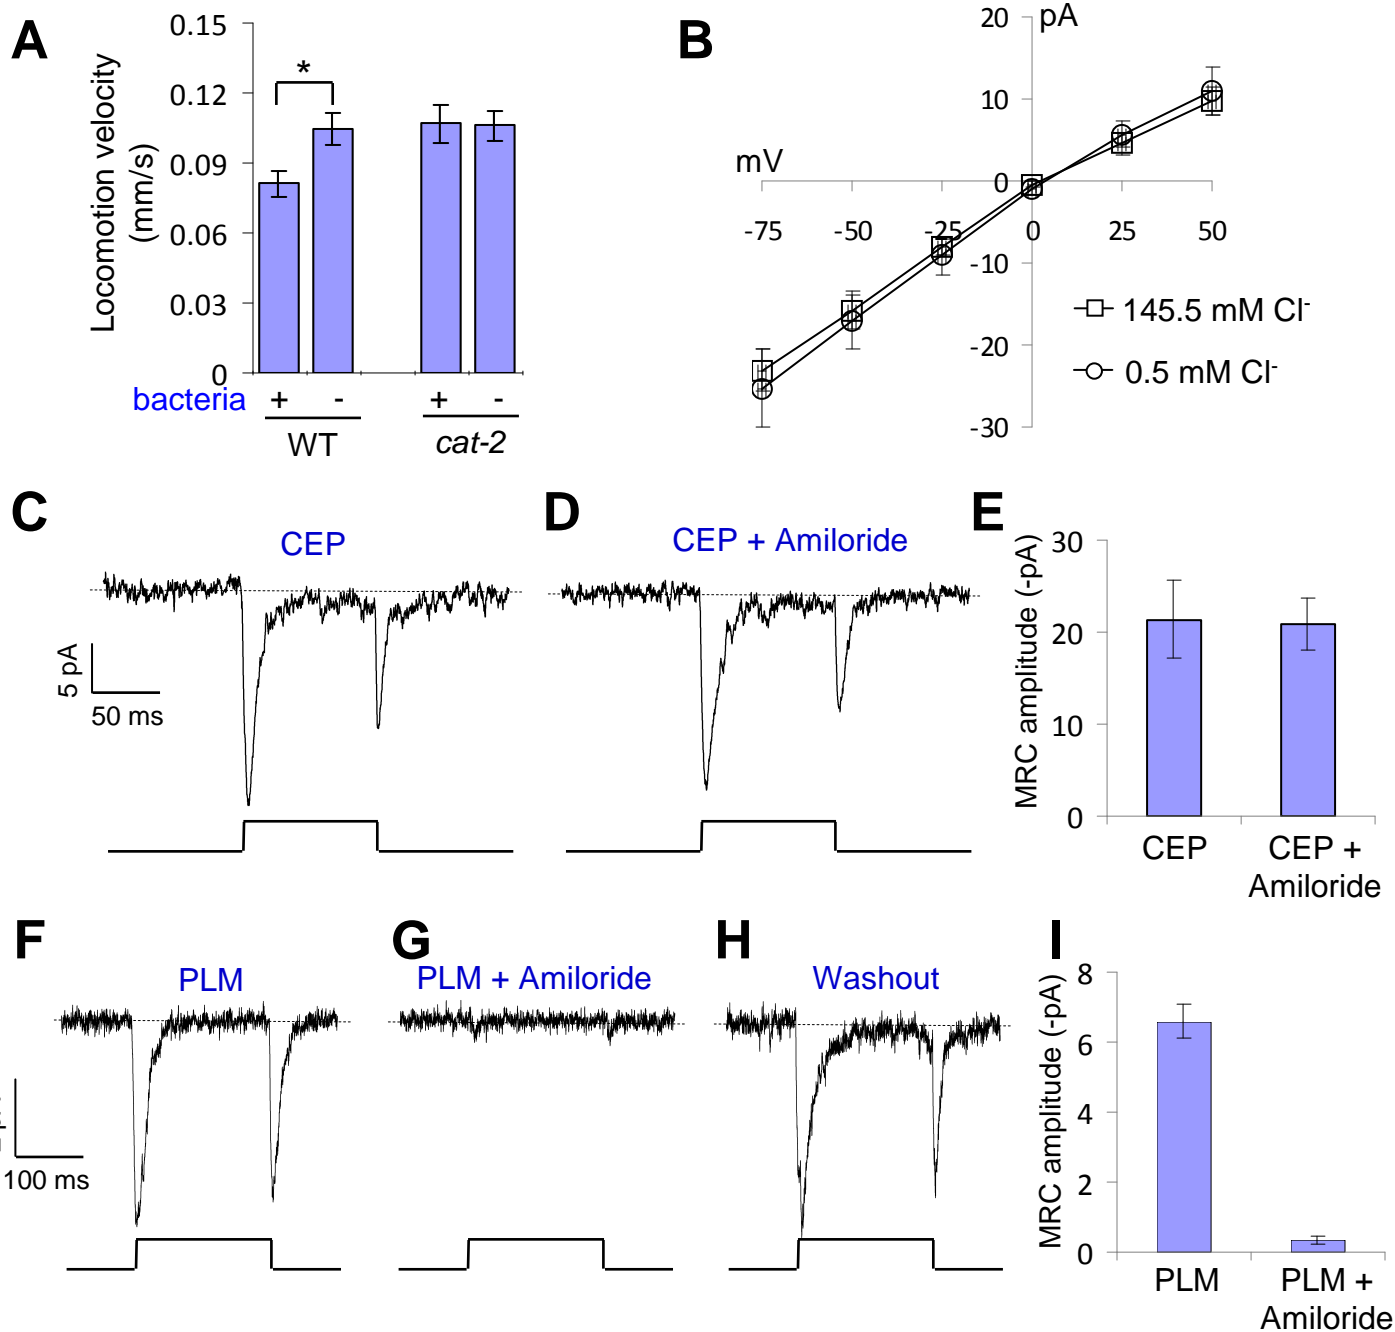 A
Locomotion velocity
(mm/s)
0.15
0.12
0.09
0.06
0.03
0
*
bacteria + - + -
WT cat-2
B
20 pA
10
0
-10
-20
-30
mV
-75 -50 -25 0 25 50
145.5 mM Cl-
0.5 mM Cl-
C
CEP
5 pA
50 ms
D
CEP + Amiloride
E
MRC amplitude (-pA)
30
20
10
0
CEP
CEP +
Amiloride
F
PLM
100 ms
G
PLM + Amiloride
H
Washout
I
MRC amplitude (-pA)
8
6
4
2
0
PLM
PLM +
Amiloride